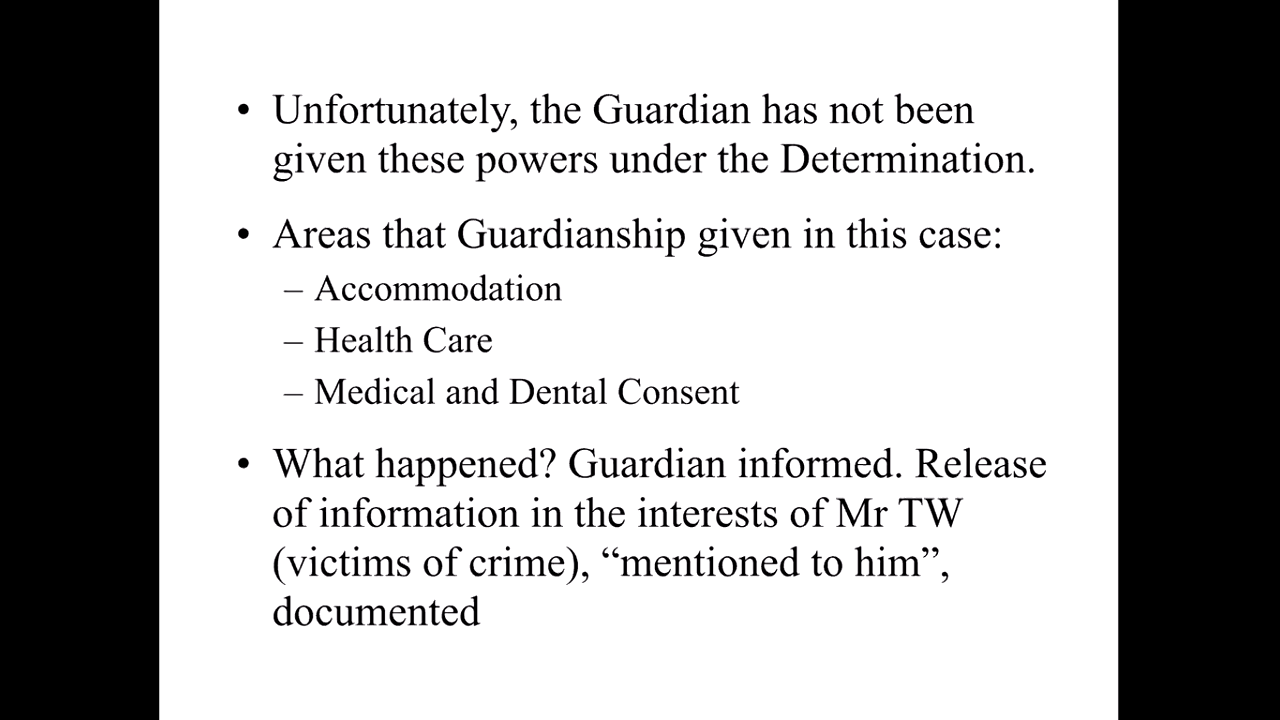 • Unfortunately, the Guardian has not been
given these powers under the Determination.
• Areas that Guardianship given in this case:
– Accommodation
– Health Care
– Medical and Dental Consent
• What happened? Guardian informed. Release
of information in the interests of Mr TW
(victims of crime), “mentioned to him”,
documented